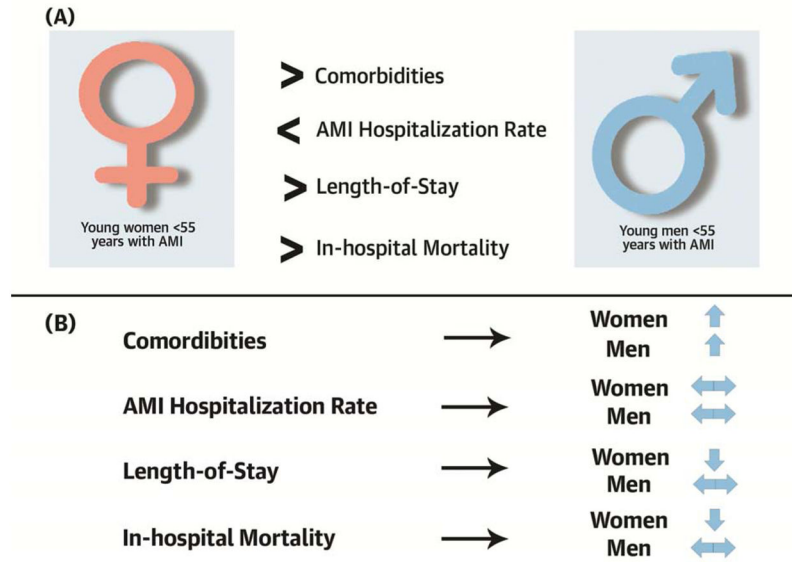 (A)
> Comorbidities
< AMI Hospitalization Rate
> Length-of-Stay
> In-hospital Mortality
Young women <55
years with AMI
Young men <55
years with AMI
(B)
Comordibities
Women
Men
AMI Hospitalization Rate
Women
Men
Length-of-Stay
Women
Men
In-hospital Mortality
Women
Men